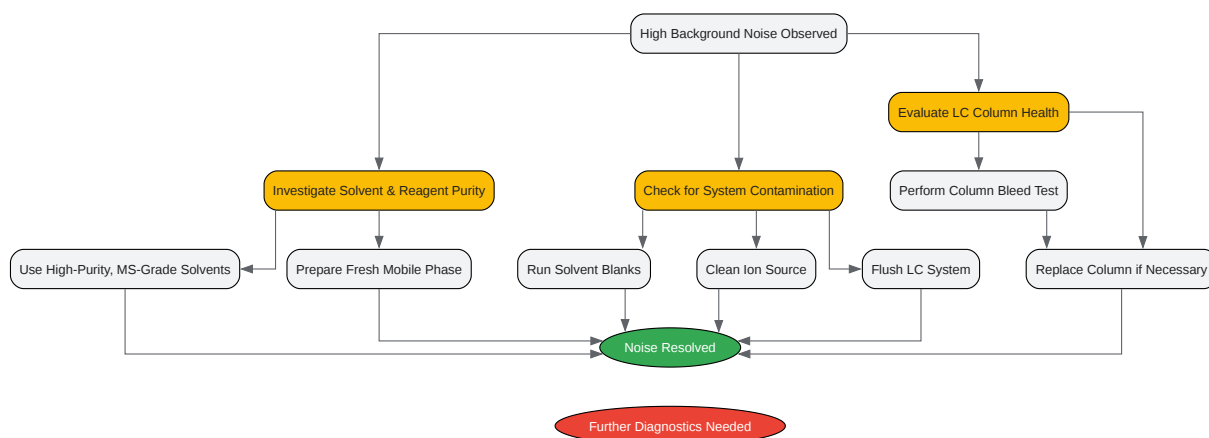 High Background Noise Observed
Evaluate LC Column Health
Investigate Solvent & Reagent Purity
Check for System Contamination
Perform Column Bleed Test
Use High-Purity, MS-Grade Solvents
Prepare Fresh Mobile Phase
Run Solvent Blanks
Clean Ion Source
Flush LC System
Replace Column if Necessary
Noise Resolved
Further Diagnostics Needed